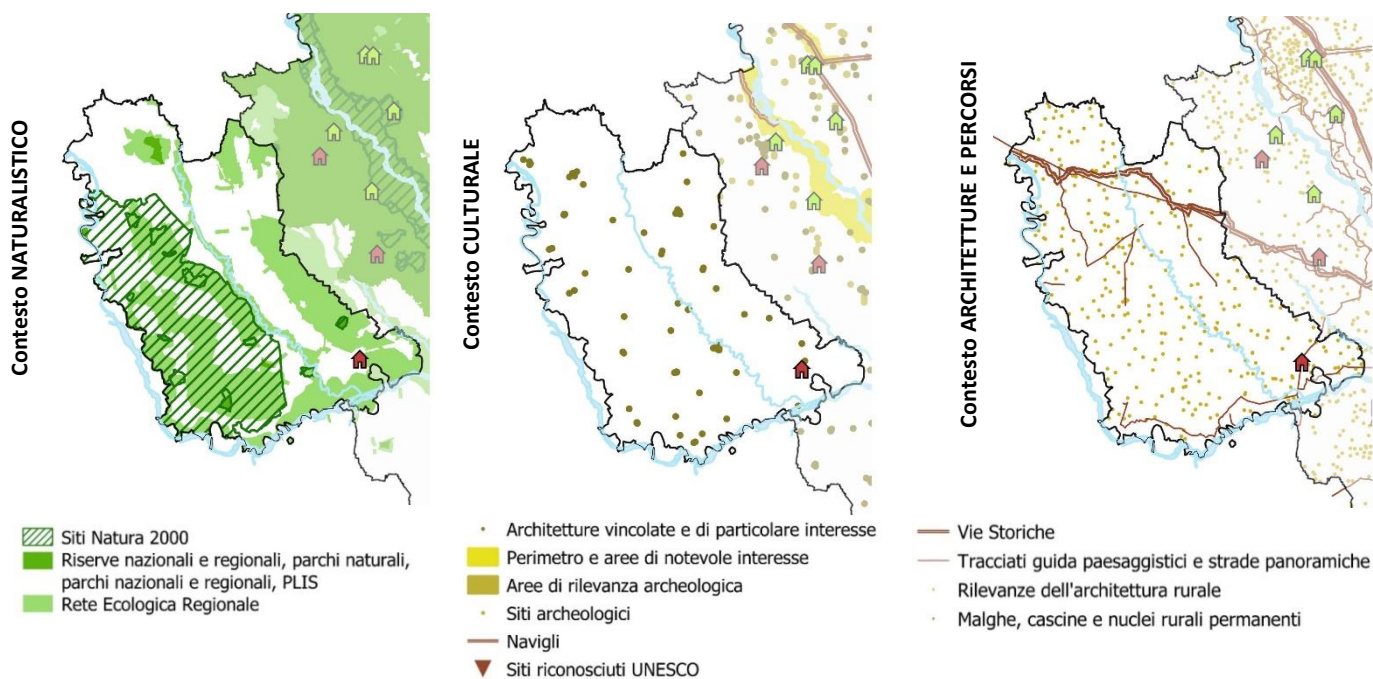 Contesto NATURALISTICO
Siti Natura 2000
Riserve nazionali e regionali, parchi naturali,
parchi nazionali e regionali, PLIS
Rete Ecologica Regionale
Contesto CULTURALE
Architetture vincolate e di particolare interesse
Perimetro e aree di notevole interesse
Aree di rilevanza archeologica
Siti archeologici
Navigli
Siti riconosciuti UNESCO
Contesto ARCHITETTURE E PERCORSI
Vie Storiche
Tracciati guida paesaggistici e strade panoramiche
Rilevanze dell'architettura rurale
Malghe, cascine e nuclei rurali permanenti